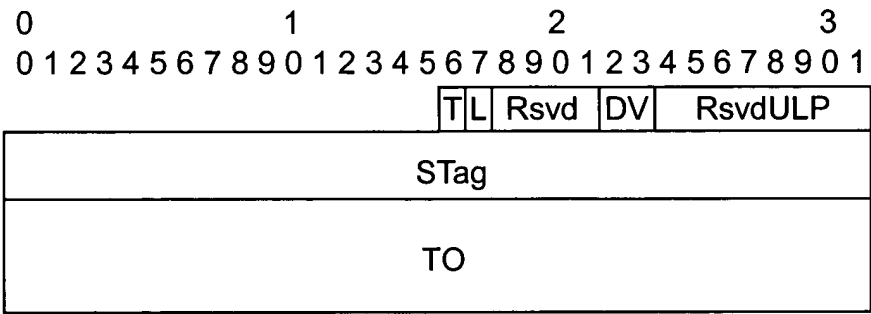 0 1 2 3
0 1 2 3 4 5 6 7 8 9 0 1 2 3 4 5 6 7 8 9 0 1 2 3 4 5 6 7 8 9 0 1
T L Rsvd DV RsvdULP
STag
TO